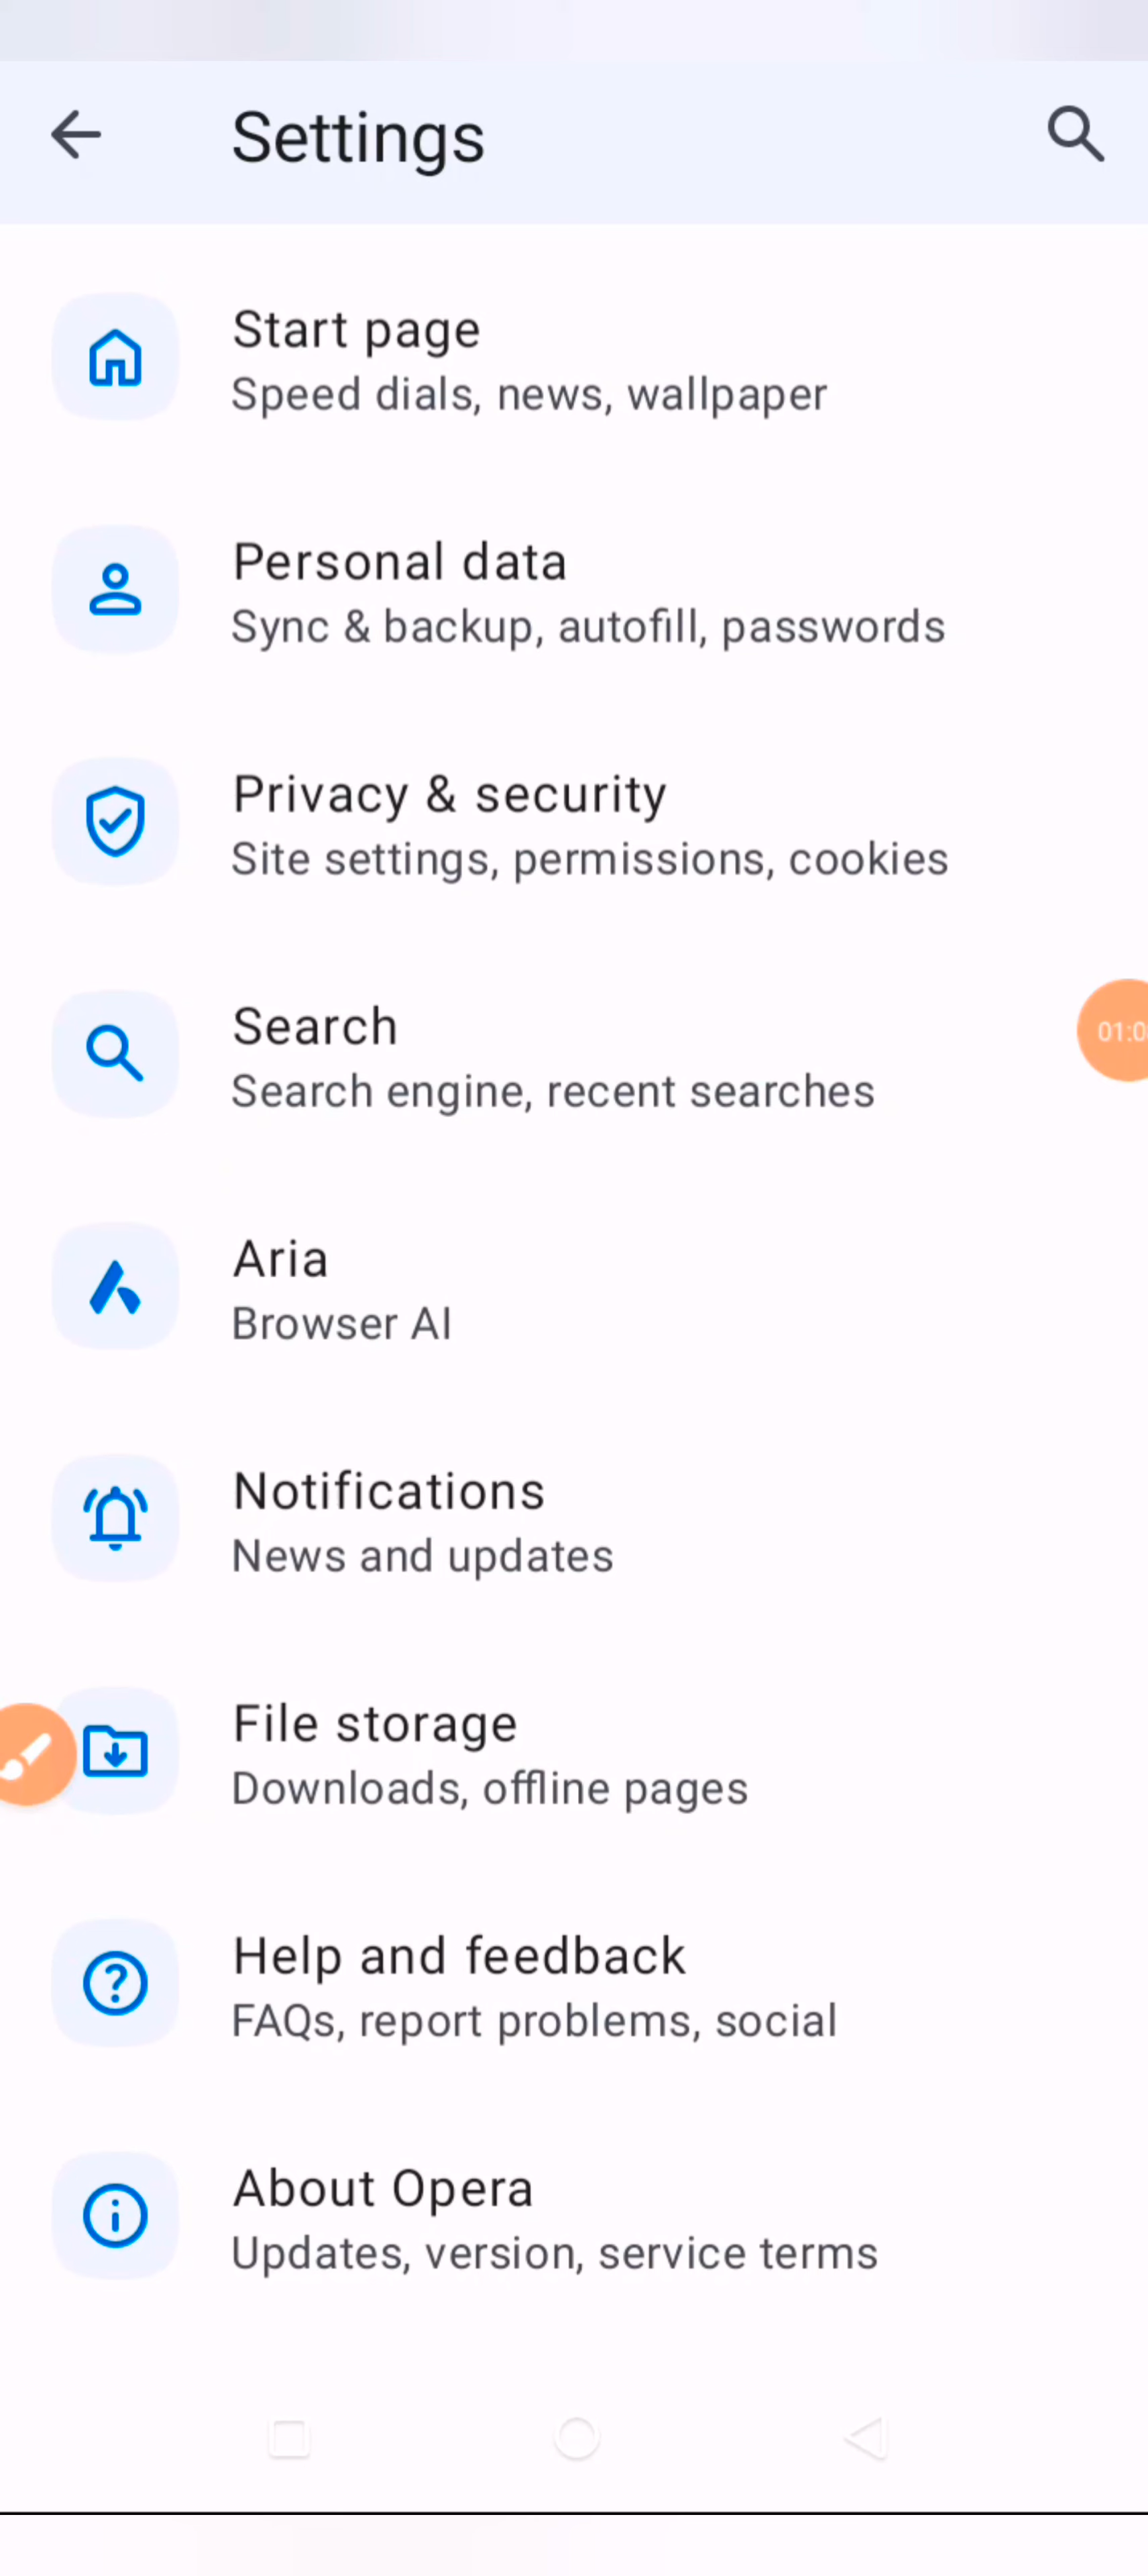 Settings
Start page
Speed dials, news, wallpaper
Personal data
Sync & backup, autofill, passwords
Privacy & security
Site settings, permissions, cookies
Search
Search engine, recent searches
01:0
Aria
Browser AI
Notifications
News and updates
File storage
Downloads, offline pages
Help and feedback
FAQs, report problems, social
About Opera
Updates, version, service terms